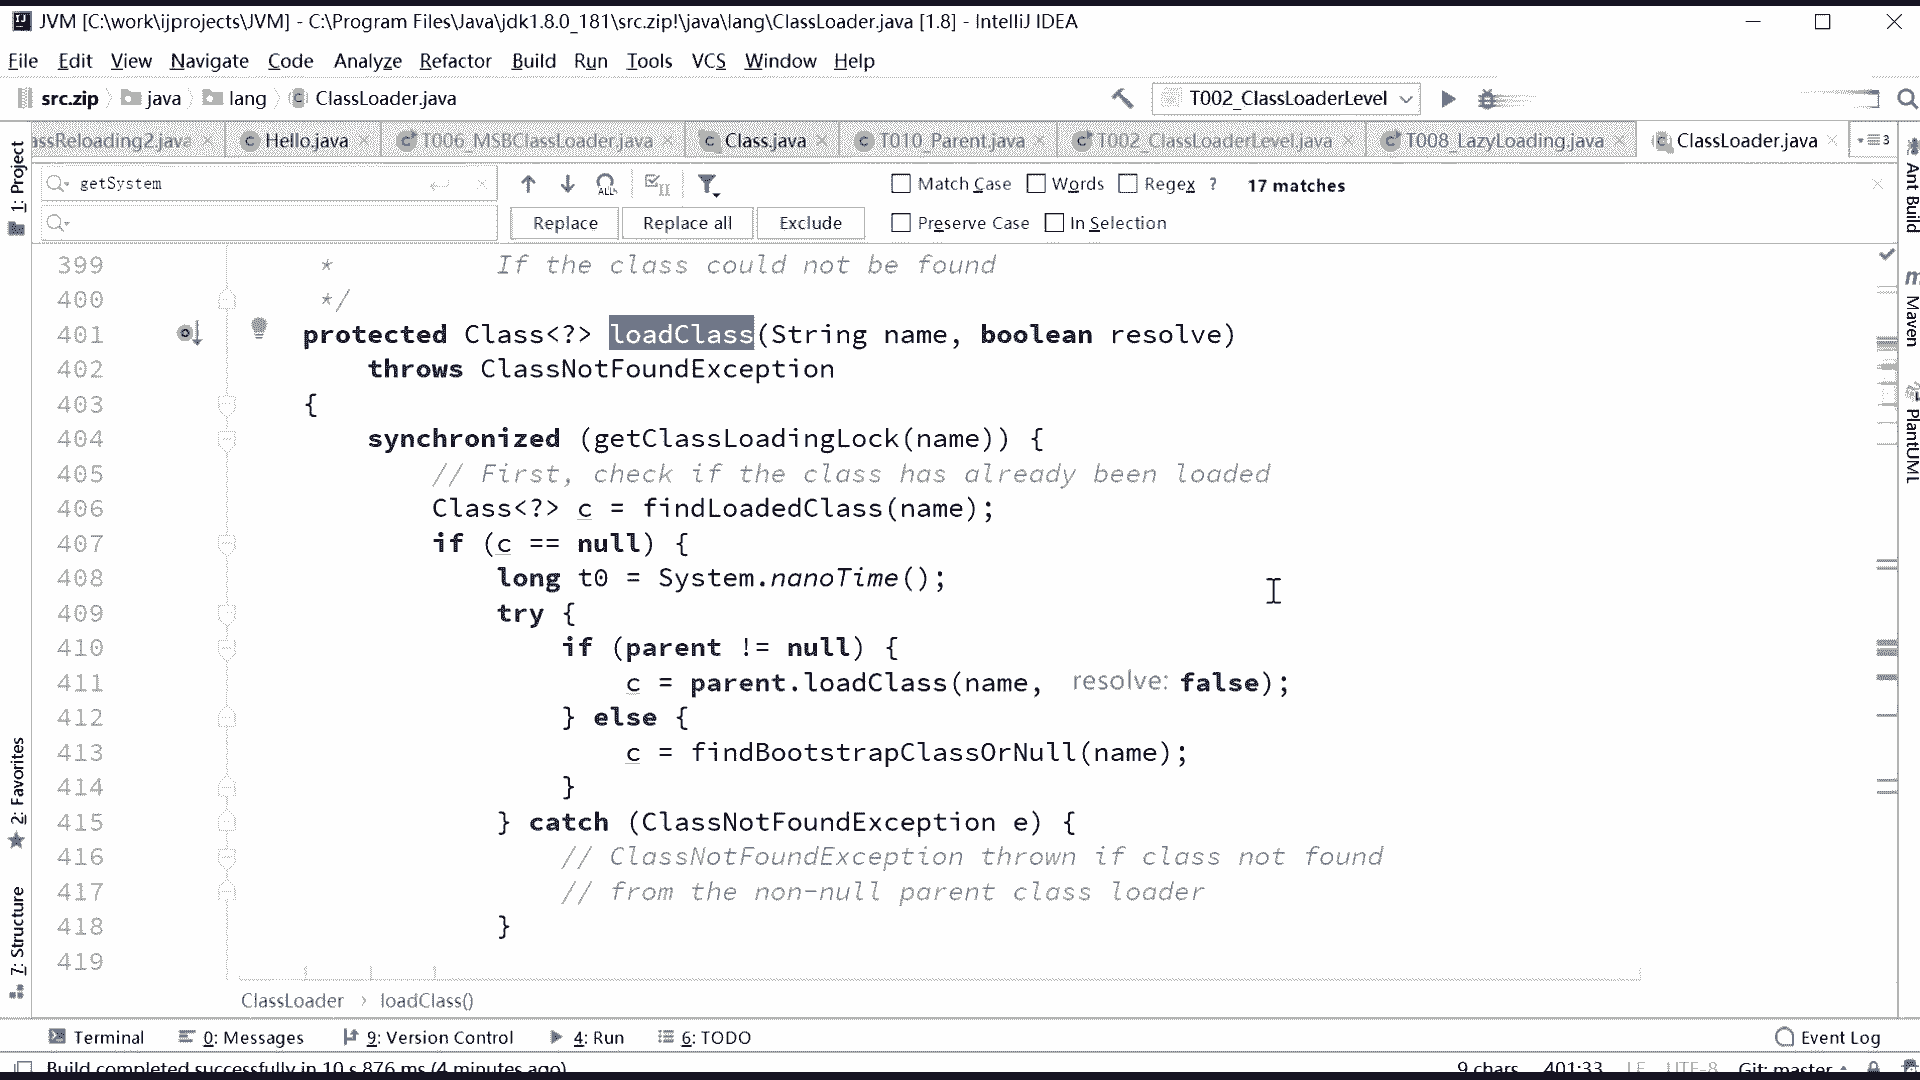 JVM [C:\work\ijprojects\JVM] - C:\Program Files\Java\jdk1.8.0_181\src.zip!\java\lang\ClassLoader.java [1.8] - IntelliJ IDEA
File Edit View Navigate Code Analyze Refactor Build Run Tools VCS Window Help
src.zip java lang ClassLoader.java T002_ClassLoaderLevel
assReloading2.java Hello.java T006_MSBClassLoader.java Class.java T010_Parent.java T002_ClassLoaderLevel.java T008_LazyLoading.java ClassLoader.java 3
getSystem Match Case Words Regex ? 17 matches
Replace Replace all Exclude Preserve Case In Selection
1: Project
2: Favorites
7: Structure
Ant Build
Maven
PlantUML
399 * If the class could not be found
400 */
401 protected Class<?> loadClass(String name, boolean resolve)
402 throws ClassNotFoundException
403 {
404 synchronized (getClassLoadingLock(name)) {
405 // First, check if the class has already been loaded
406 Class<?> c = findLoadedClass(name);
407 if (c == null) {
408 long t0 = System.nanoTime();
409 try {
410 if (parent != null) {
411 c = parent.loadClass(name, resolve: false);
412 } else {
413 c = findBootstrapClassOrNull(name);
414 }
415 } catch (ClassNotFoundException e) {
416 // ClassNotFoundException thrown if class not found
417 // from the non-null parent class loader
418 }
419
ClassLoader › loadClass()
Terminal 0: Messages 9: Version Control 4: Run 6: TODO Event Log
Build completed successfully in 10 s 876 ms (4 minutes ago) 9 chars 401:33 LF UTF-8 Git: master